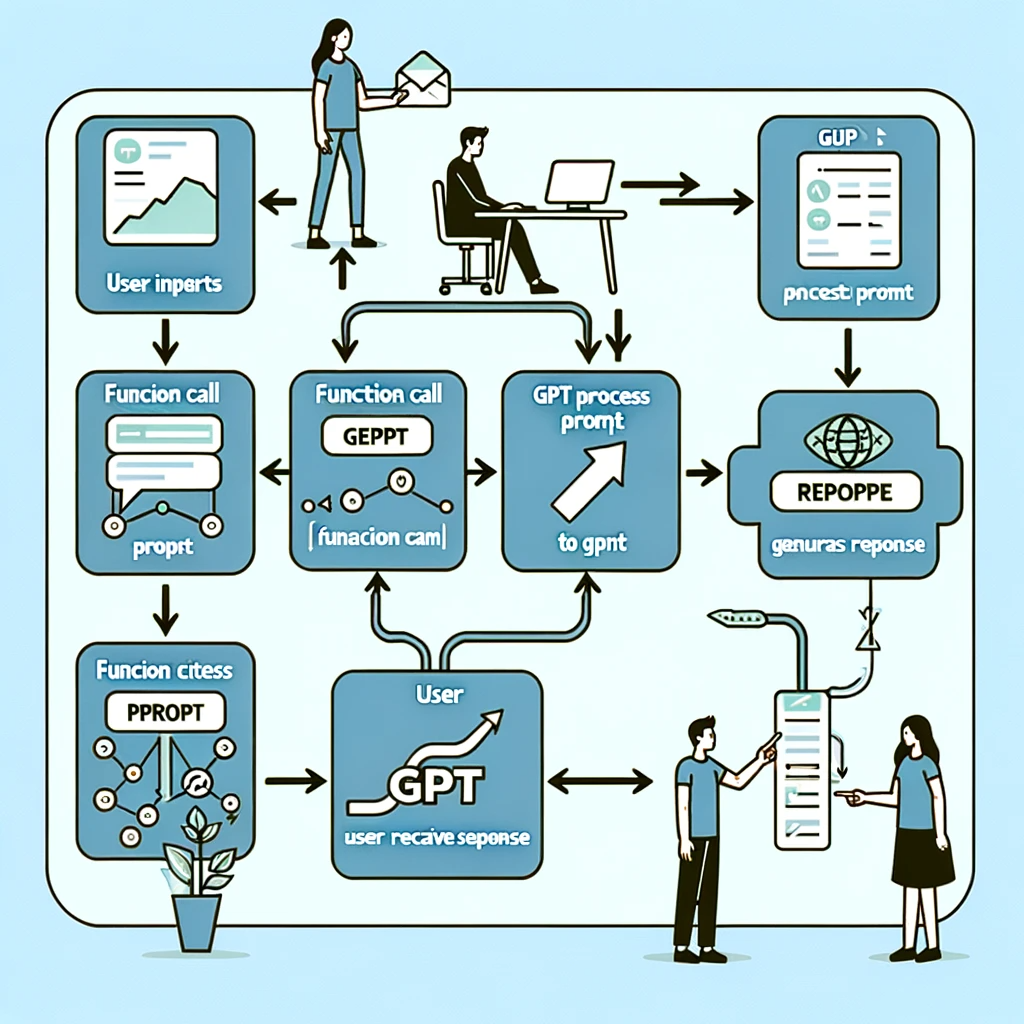 User inperts
GUP
pncest promt
Funcion call
propɩt
Function call
GEPPT
funacion cam
GPT process
promt
to gpnt
REPOPPE
genuras reponse
Funcion citess
PPROPT
User
GPT
user recaive seponse